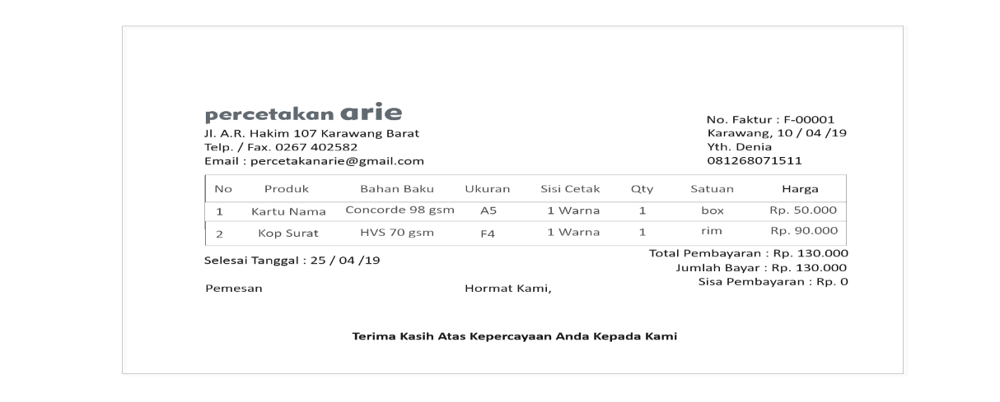 percetakan arie
Jl. A.R. Hakim 107 Karawang Barat
Telp. / Fax. 0267 402582
Email : percetakanarie@gmail.com
No. Faktur : F-00001
Karawang, 10 / 04 /19
Yth. Denia
081268071511
No Produk Bahan Baku Ukuran Sisi Cetak Qty Satuan Harga
1 Kartu Nama Concorde 98 gsm A5 1 Warna 1 box Rp. 50.000
2 Kop Surat HVS 70 gsm F4 1 Warna 1 rim Rp. 90.000
Selesai Tanggal : 25 / 04 /19
Total Pembayaran : Rp. 130.000
Jumlah Bayar : Rp. 130.000
Sisa Pembayaran : Rp. 0
Pemesan Hormat Kami,
Terima Kasih Atas Kepercayaan Anda Kepada Kami